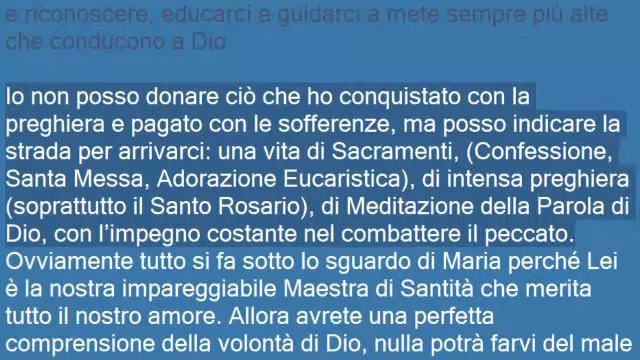 e riconoscere, educarci e guidarci a mete sempre più alte
che conducono a Dio
Io non posso donare ciò che ho conquistato con la
preghiera e pagato con le sofferenze, ma posso indicare la
strada per arrivarci: una vita di Sacramenti, (Confessione,
Santa Messa, Adorazione Eucaristica), di intensa preghiera
(soprattutto il Santo Rosario), di Meditazione della Parola di
Dio, con l’impegno costante nel combattere il peccato.
Ovviamente tutto si fa sotto lo sguardo di Maria perché Lei
è la nostra impareggiabile Maestra di Santità che merita
tutto il nostro amore. Allora avrete una perfetta
comprensione della volontà di Dio, nulla potrà farvi del male